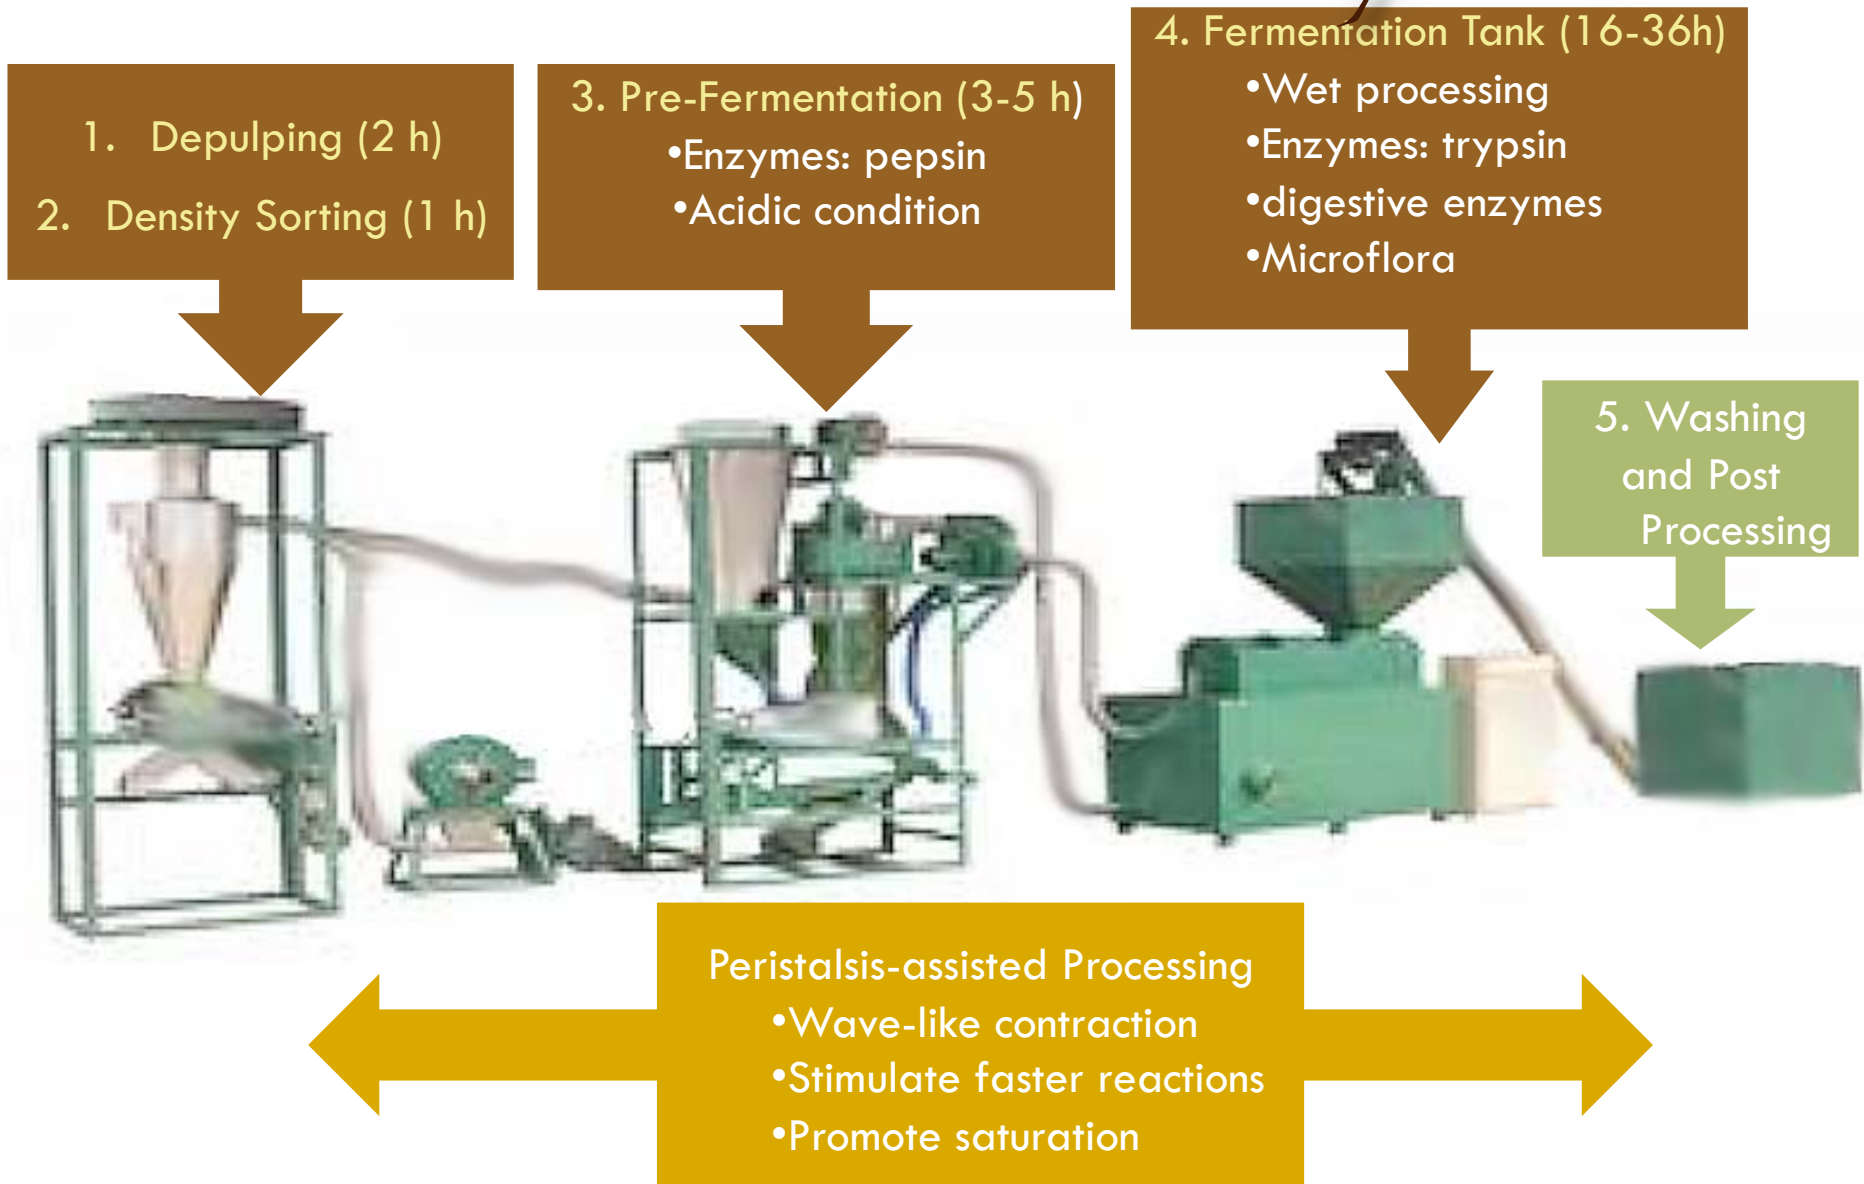 1. Depulping (2 h)
2. Density Sorting (1 h)
3. Pre-Fermentation (3-5 h)
•Enzymes: pepsin
•Acidic condition
4. Fermentation Tank (16-36h)
•Wet processing
•Enzymes: trypsin
•digestive enzymes
•Microflora
5. Washing
and Post
Processing
Peristalsis-assisted Processing
•Wave-like contraction
•Stimulate faster reactions
•Promote saturation